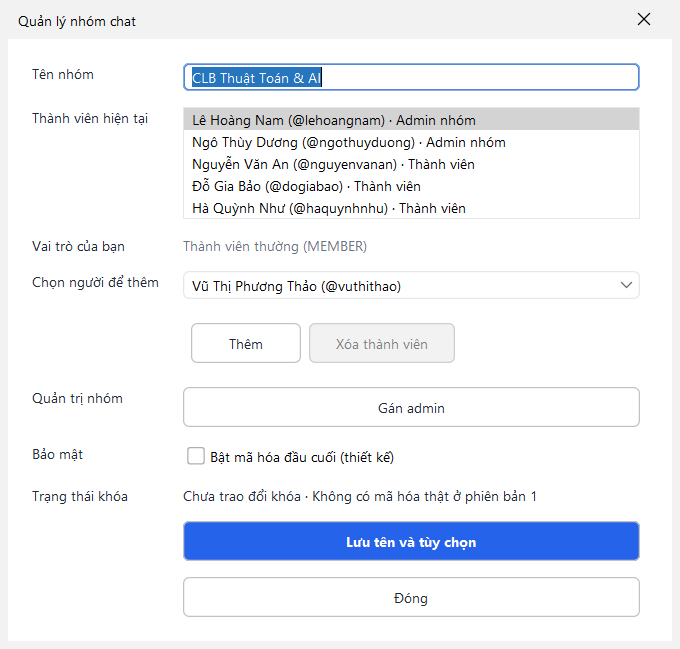 Quản lý nhóm chat
Tên nhóm
CLB Thuật Toán & AI
Thành viên hiện tại
Lê Hoàng Nam (@lehoangnam) · Admin nhóm
Ngô Thùy Dương (@ngothuyduong) · Admin nhóm
Nguyễn Văn An (@nguyenvanan) · Thành viên
Đỗ Gia Bảo (@dogiabao) · Thành viên
Hà Quỳnh Như (@haquynhnhu) · Thành viên
Vai trò của bạn
Thành viên thường (MEMBER)
Chọn người để thêm
Vũ Thị Phương Thảo (@vuthithao)
Thêm
Xóa thành viên
Quản trị nhóm
Gán admin
Bảo mật
Bật mã hóa đầu cuối (thiết kế)
Trạng thái khóa
Chưa trao đổi khóa · Không có mã hóa thật ở phiên bản 1
Lưu tên và tùy chọn
Đóng